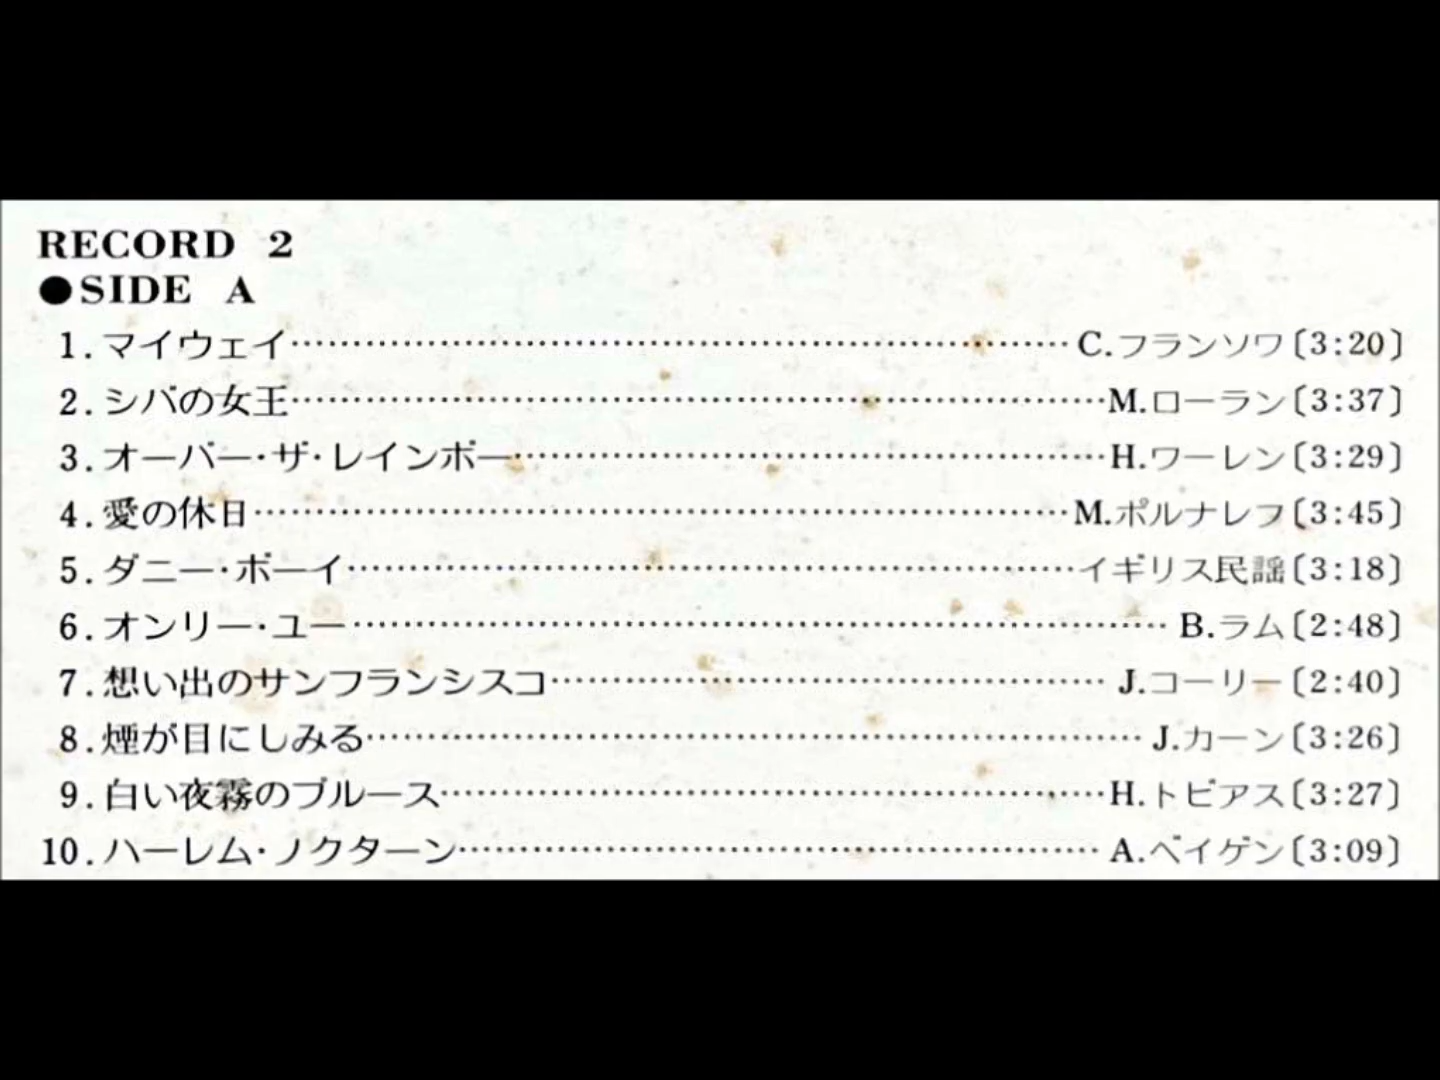 RECORD 2
●SIDE A
1.マイウェイ…………C.フランソワ〔3:20〕
2.シバの女王…………M.ローラン〔3:37〕
3.オーバー・ザ・レインボー…………H.ワーレン〔3:29〕
4.愛の休日…………M.ポルナレフ〔3:45〕
5.ダニー・ボーイ…………イギリス民謡〔3:18〕
6.オンリー・ユー…………B.ラム〔2:48〕
7.想い出のサンフランシスコ…………J.コーリー〔2:40〕
8.煙が目にしみる…………J.カーン〔3:26〕
9.白い夜霧のブルース…………H.トビアス〔3:27〕
10.ハーレム・ノクターン…………A.ベイゲン〔3:09〕